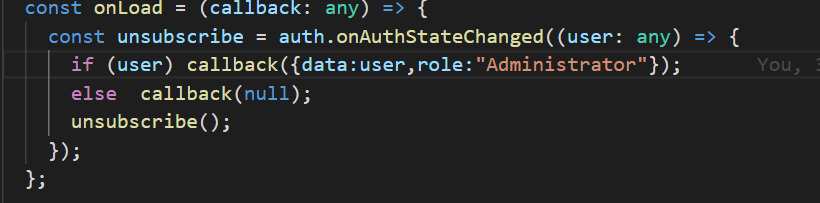 const onLoad = (callback: any) => {
const unsubscribe = auth.onAuthStateChanged((user: any) => {
if (user) callback({data:user,role:"Administrator"}); You,
else  callback(null);
unsubscribe();
});
};